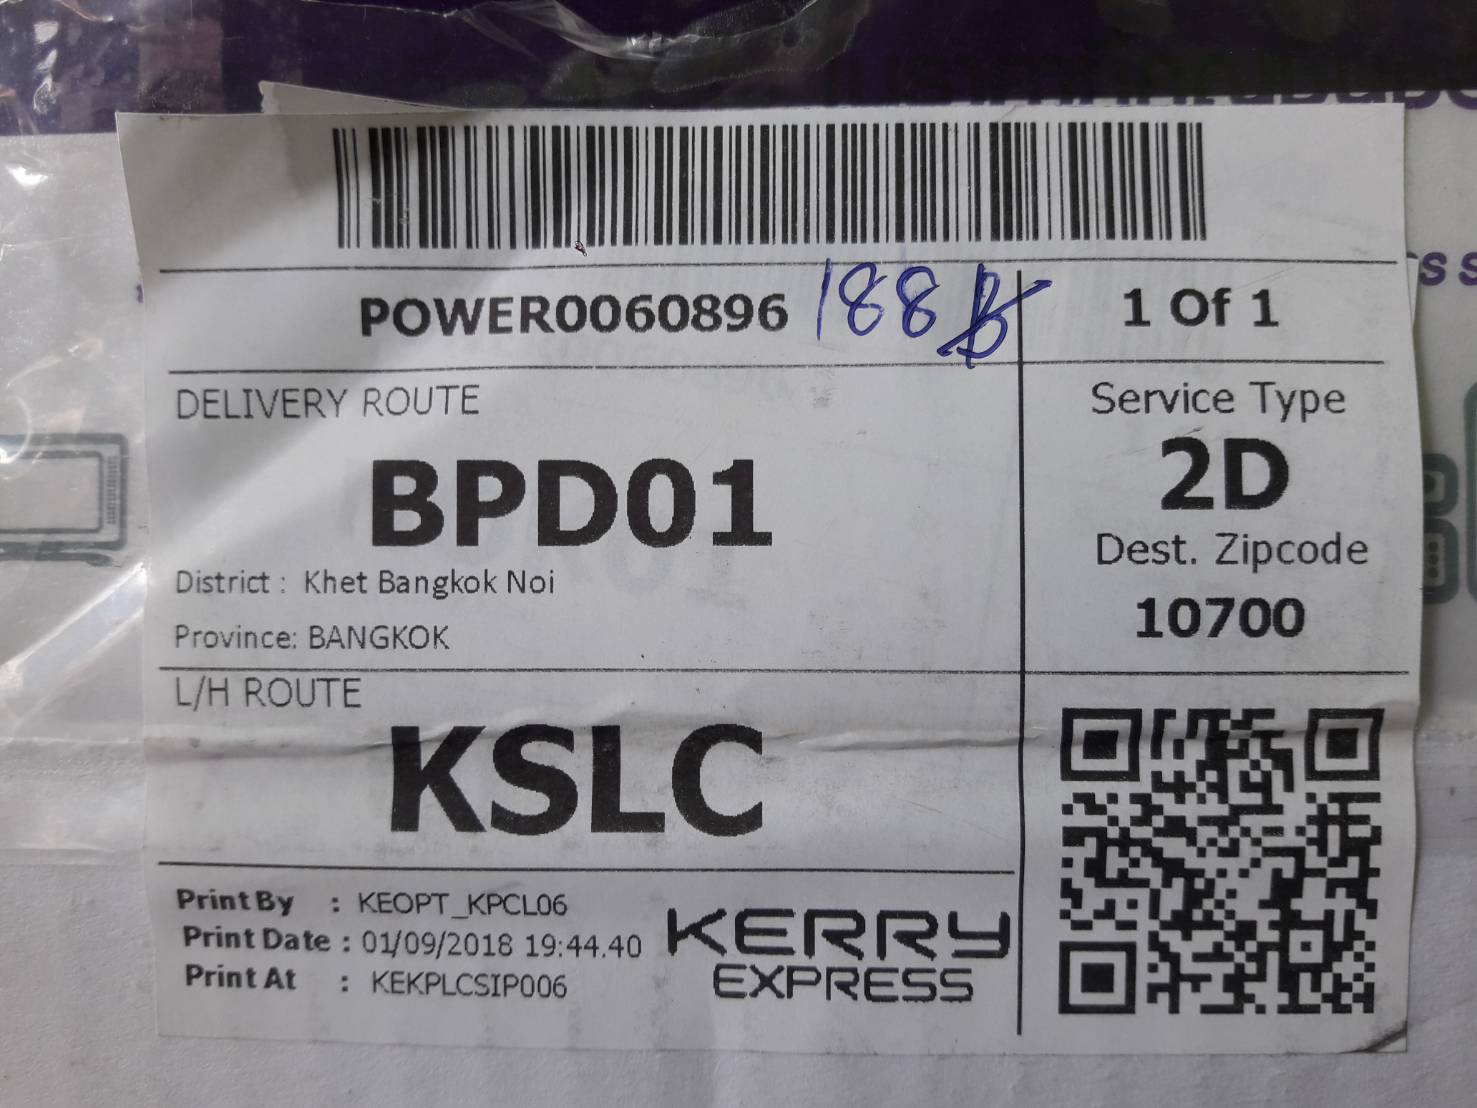 POWER0060896 188฿ 1 Of 1
DELIVERY ROUTE
BPD01
District : Khet Bangkok Noi
Province: BANGKOK
Service Type
2D
Dest. Zipcode
10700
L/H ROUTE
KSLC
Print By : KEOPT_KPCL06
Print Date : 01/09/2018 19:44.40
Print At : KEKPLCSIP006
KERRY
EXPRESS